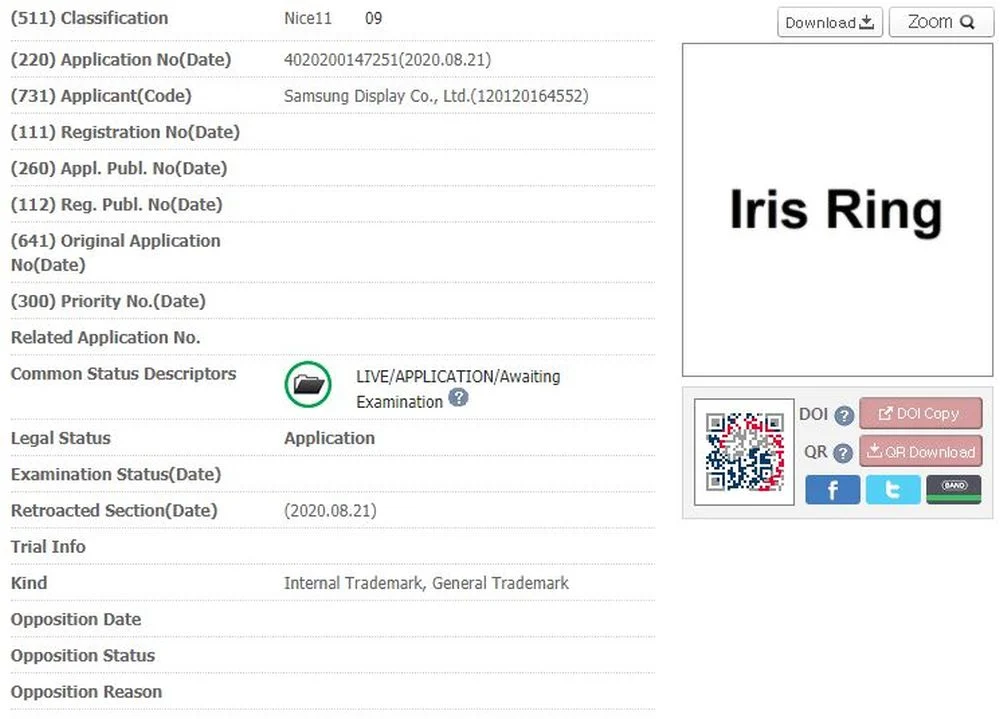 (511) Classification Nice11 09
(220) Application No(Date) 4020200147251(2020.08.21)
(731) Applicant(Code) Samsung Display Co., Ltd.(120120164552)
(111) Registration No(Date)
(260) Appl. Publ. No(Date)
(112) Reg. Publ. No(Date)
(641) Original Application
No(Date)
(300) Priority No.(Date)
Related Application No.
Common Status Descriptors LIVE/APPLICATION/Awaiting
Examination ?
Legal Status Application
Examination Status(Date)
Retroacted Section(Date) (2020.08.21)
Trial Info
Kind Internal Trademark, General Trademark
Opposition Date
Opposition Status
Opposition Reason
Download Zoom
Iris Ring
DOI ? DOI Copy
QR ? QR Download
f t BAND